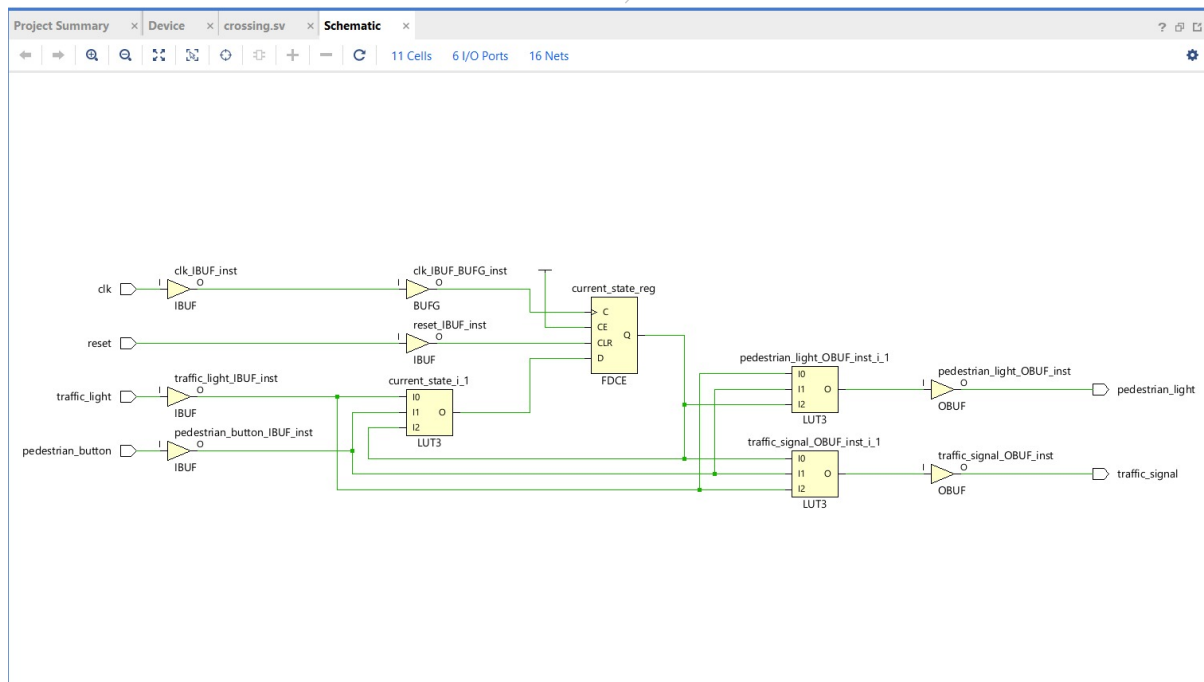 Project Summary × Device × crossing.sv × Schematic ×
?
11 Cells 6 I/O Ports 16 Nets
clk
I
clk_IBUF_inst
O
IBUF
I
clk_IBUF_BUFG_inst
O
BUFG
reset
I
reset_IBUF_inst
O
IBUF
current_state_reg
C
CE
CLR
D
Q
FDCE
traffic_light
I
traffic_light_IBUF_inst
O
IBUF
pedestrian_button
I
pedestrian_button_IBUF_inst
O
IBUF
current_state_i_1
I0
I1
I2
O
LUT3
pedestrian_light_OBUF_inst_i_1
I0
I1
I2
O
LUT3
pedestrian_light_OBUF_inst
I
O
OBUF
pedestrian_light
traffic_signal_OBUF_inst_i_1
I0
I1
I2
O
LUT3
traffic_signal_OBUF_inst
I
O
OBUF
traffic_signal